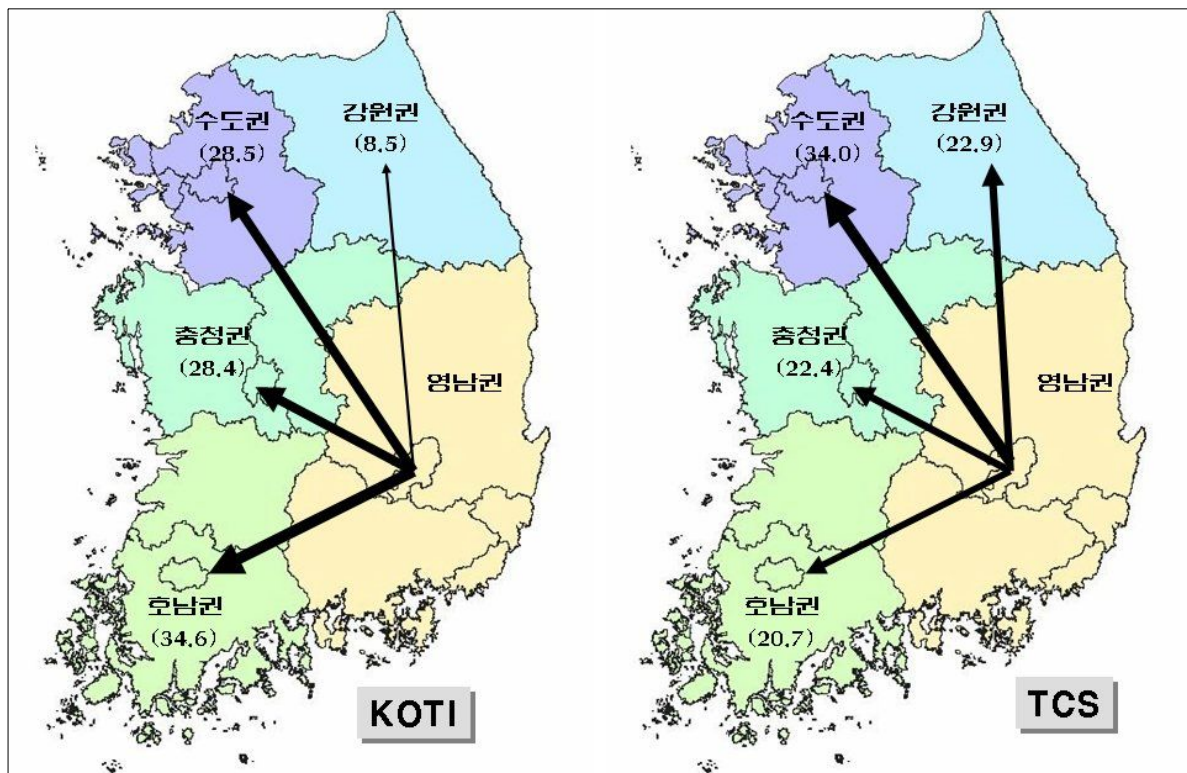 수도권
(28.5)
강원권
(8.5)
충청권
(28.4)
영남권
호남권
(34.6)
KOTI
수도권
(34.0)
강원권
(22.9)
충청권
(22.4)
영남권
호남권
(20.7)
TCS